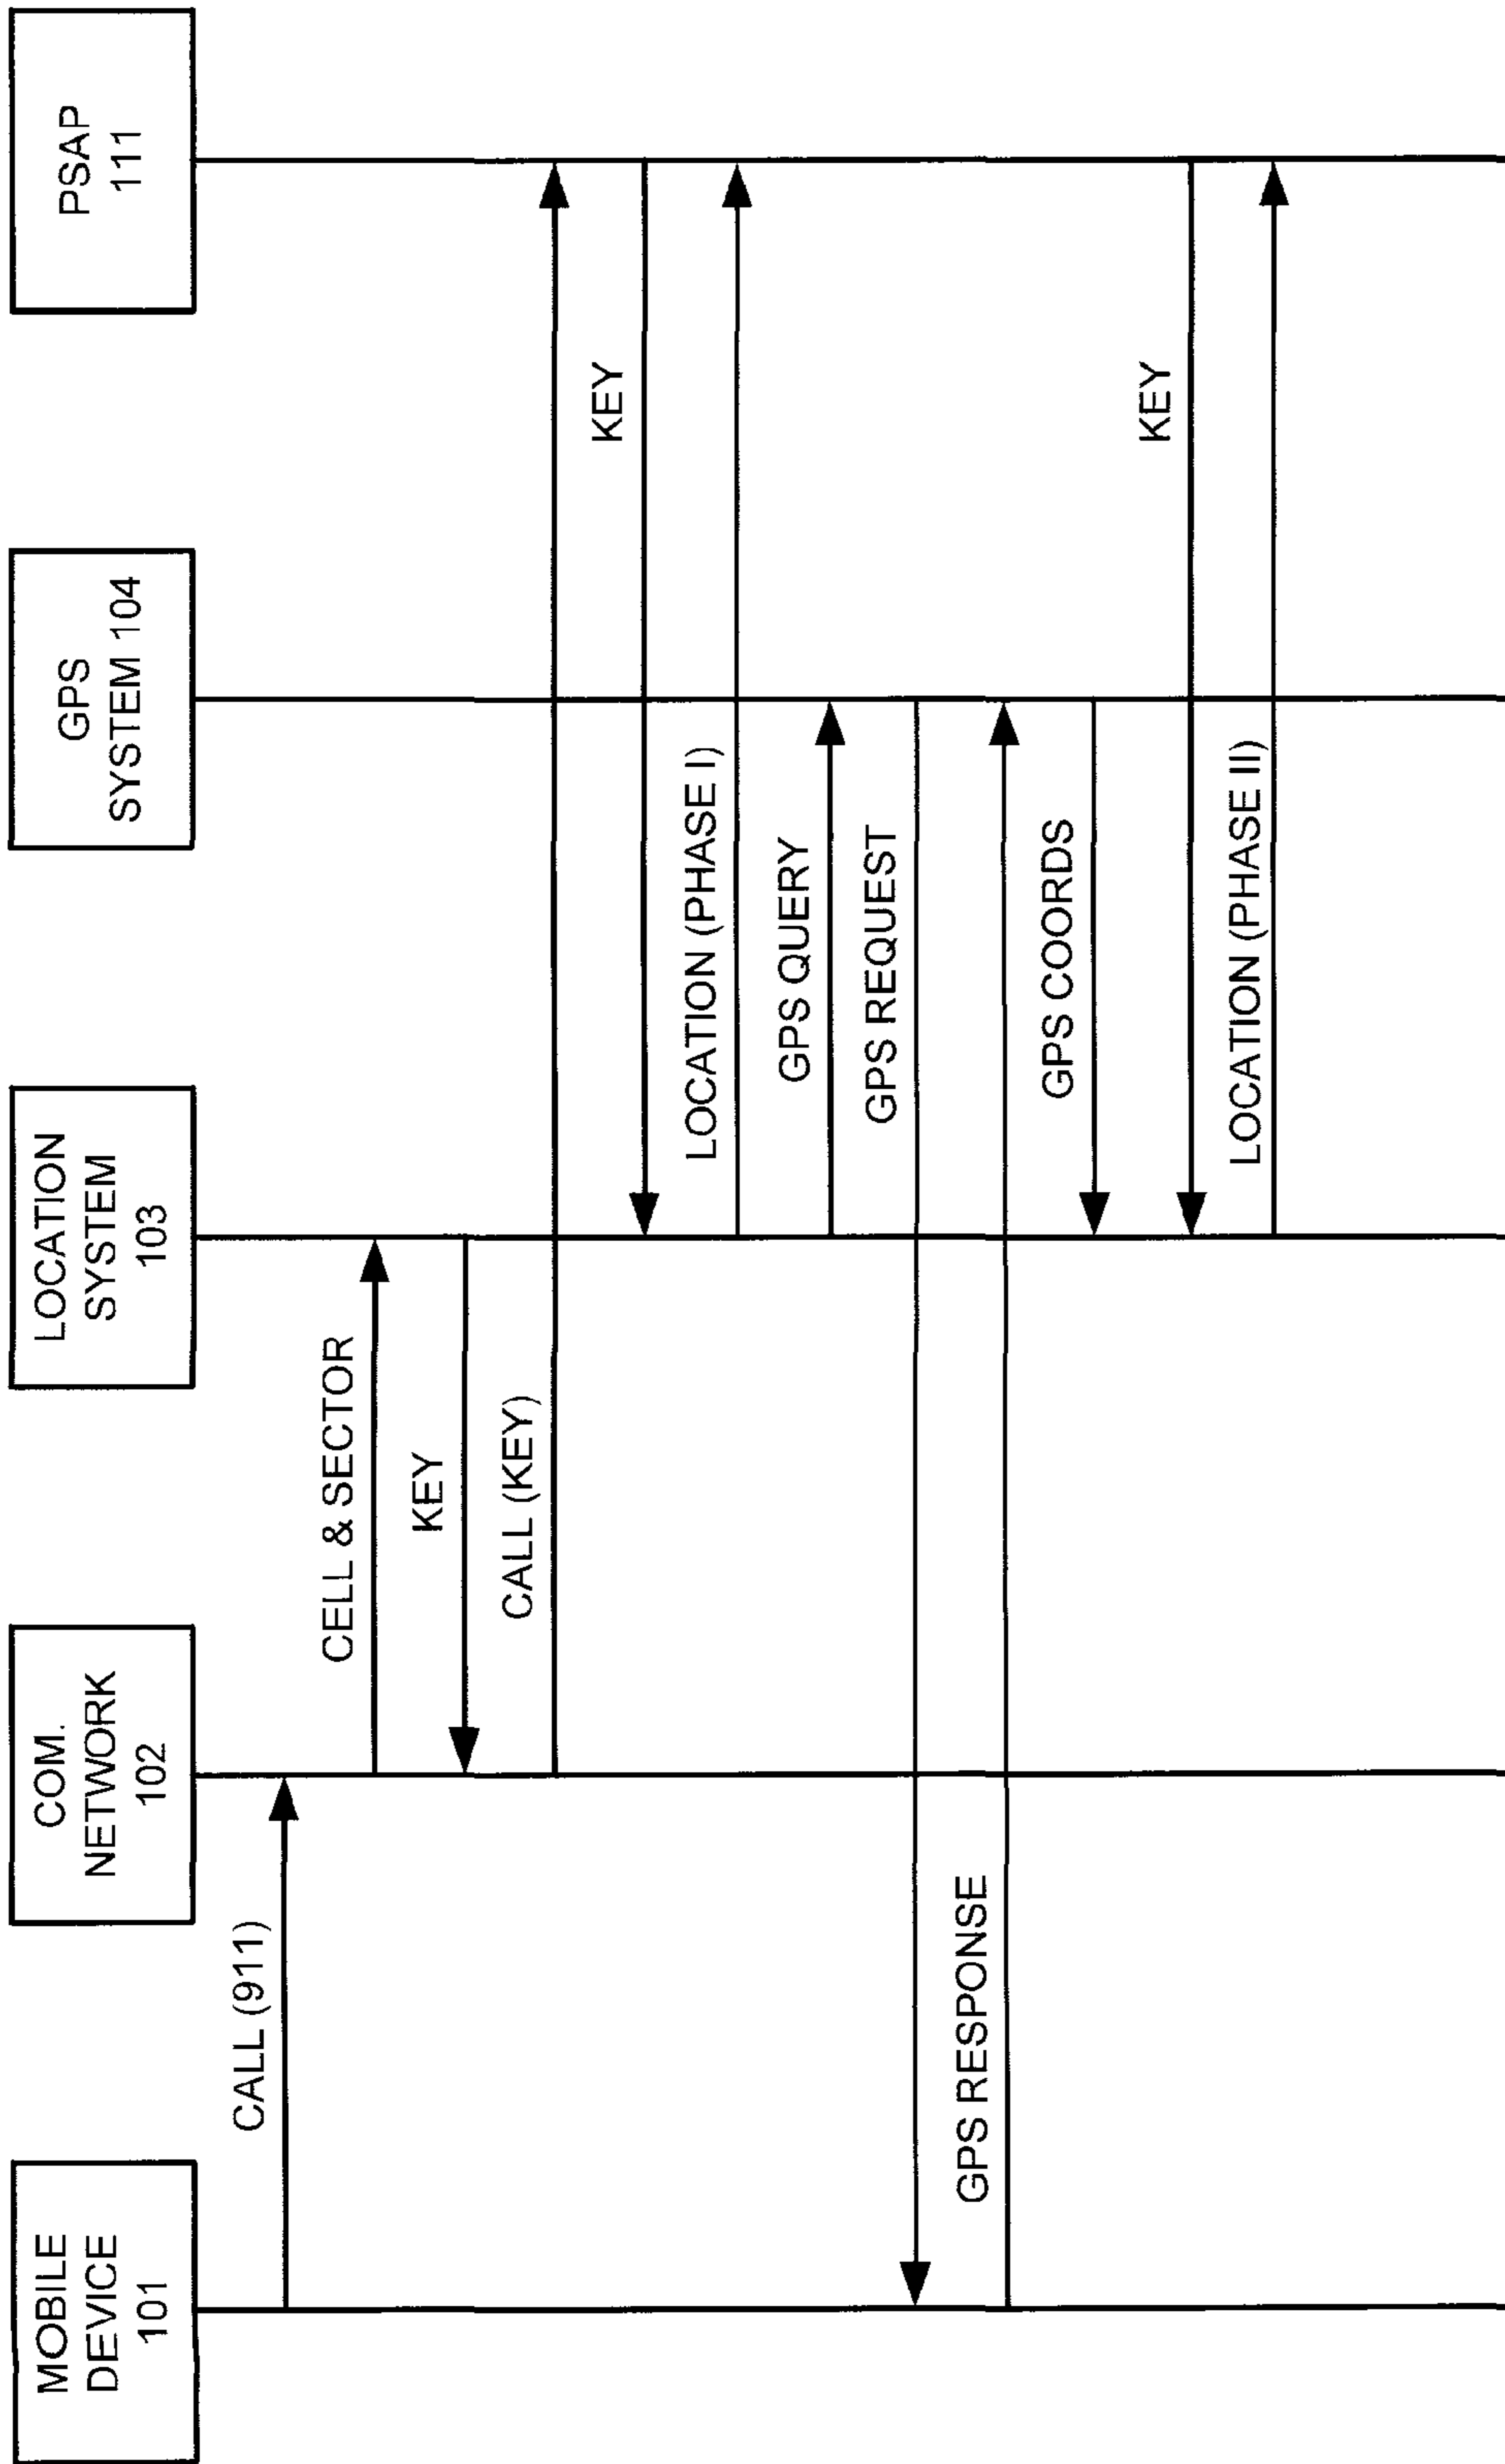 MOBILE
DEVICE
101
COM.
NETWORK
102
LOCATION
SYSTEM
103
GPS
SYSTEM 104
PSAP
111
CALL (911)
CELL & SECTOR
KEY
CALL (KEY)
KEY
LOCATION (PHASE I)
GPS QUERY
GPS REQUEST
GPS RESPONSE
GPS COORDS
KEY
LOCATION (PHASE II)